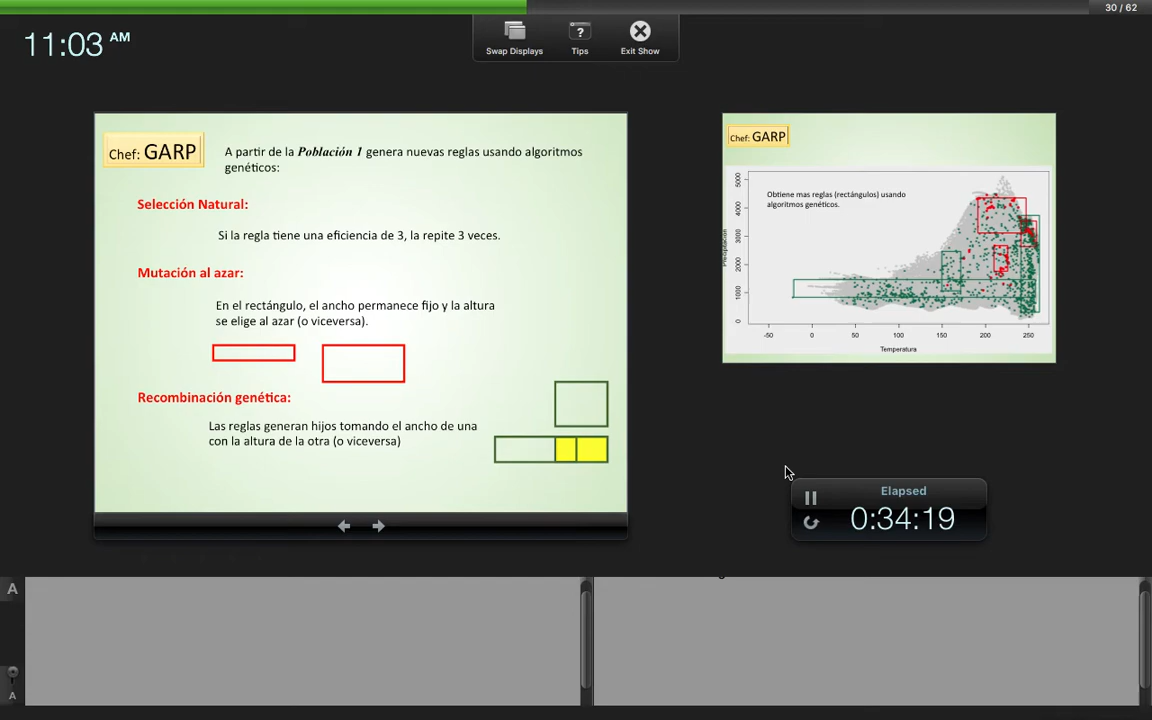 30 / 62
11:03 AM
Swap Displays
Tips
Exit Show
Chef: GARP
A partir de la Población 1 genera nuevas reglas usando algoritmos
genéticos:
Selección Natural:
Si la regla tiene una eficiencia de 3, la repite 3 veces.
Mutación al azar:
En el rectángulo, el ancho permanece fijo y la altura
se elige al azar (o viceversa).
Recombinación genética:
Las reglas generan hijos tomando el ancho de una
con la altura de la otra (o viceversa)
Chef: GARP
Obtiene mas reglas (rectángulos) usando
algoritmos genéticos.
Precipitación
5000
4000
3000
2000
1000
0
-50 0 50 100 150 200 250
Temperatura
Elapsed
0:34:19
A
A